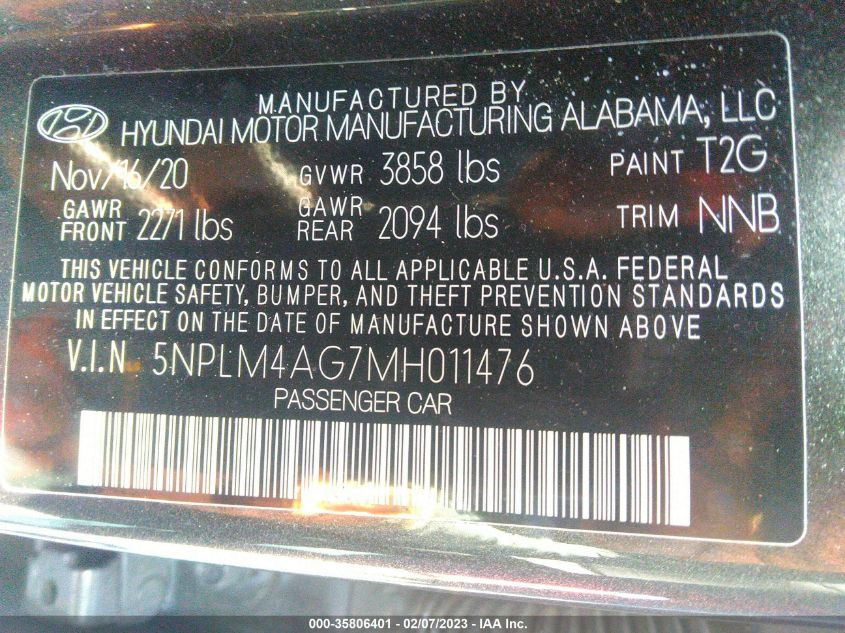 MANUFACTURED BY
HYUNDAI MOTOR MANUFACTURING ALABAMA, LLC
Nov/16/20 GVWR 3858 lbs PAINT T2G
GAWR FRONT 2271 lbs GAWR REAR 2094 lbs TRIM NNB
THIS VEHICLE CONFORMS TO ALL APPLICABLE U.S.A. FEDERAL
MOTOR VEHICLE SAFETY, BUMPER, AND THEFT PREVENTION STANDARDS
IN EFFECT ON THE DATE OF MANUFACTURE SHOWN ABOVE
V.I.N 5NPLM4AG7MH011476
PASSENGER CAR
000-35806401 - 02/07/2023 - IAA Inc.